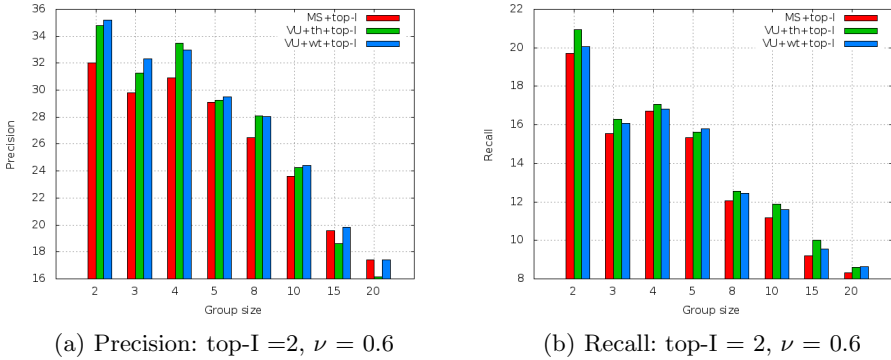 36
34
32
30
28
26
24
22
20
18
16
Precision
2 3 4 5 8 10 15 20
Group size
MS+top-I
VU+th+top-I
VU+wt+top-I
(a) Precision: top-I =2, ν = 0.6
22
20
18
16
14
12
10
8
Recall
2 3 4 5 8 10 15 20
Group size
MS+top-I
VU+th+top-I
VU+wt+top-I
(b) Recall: top-I = 2, ν = 0.6